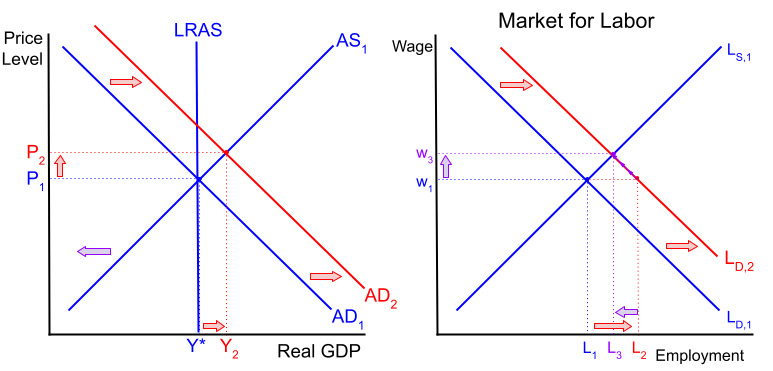 Market for Labor
Price
Level
LRAS
AS1
P2
P1
AD2
AD1
Y*
Y2
Real GDP
Wage
LS,1
w3
w1
LD,2
LD,1
L1
L3
L2
Employment